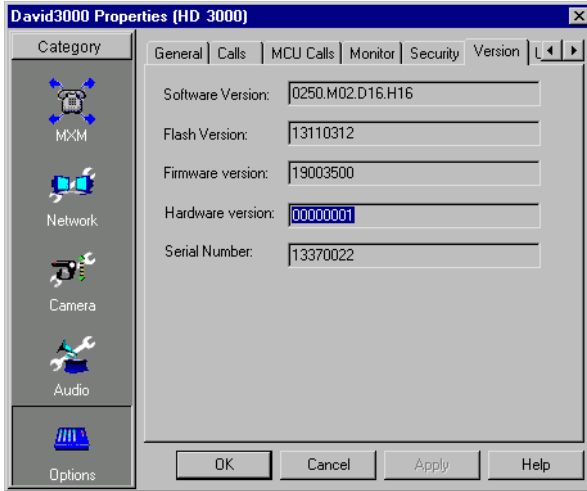 David3000 Properties (HD 3000)
Category
General Calls MCU Calls Monitor Security Version
MXM
Network
Camera
Audio
Options
Software Version: 0250.M02.D16.H16
Flash Version: 13110312
Firmware version: 19003500
Hardware version: 00000001
Serial Number: 13370022
OK Cancel Apply Help